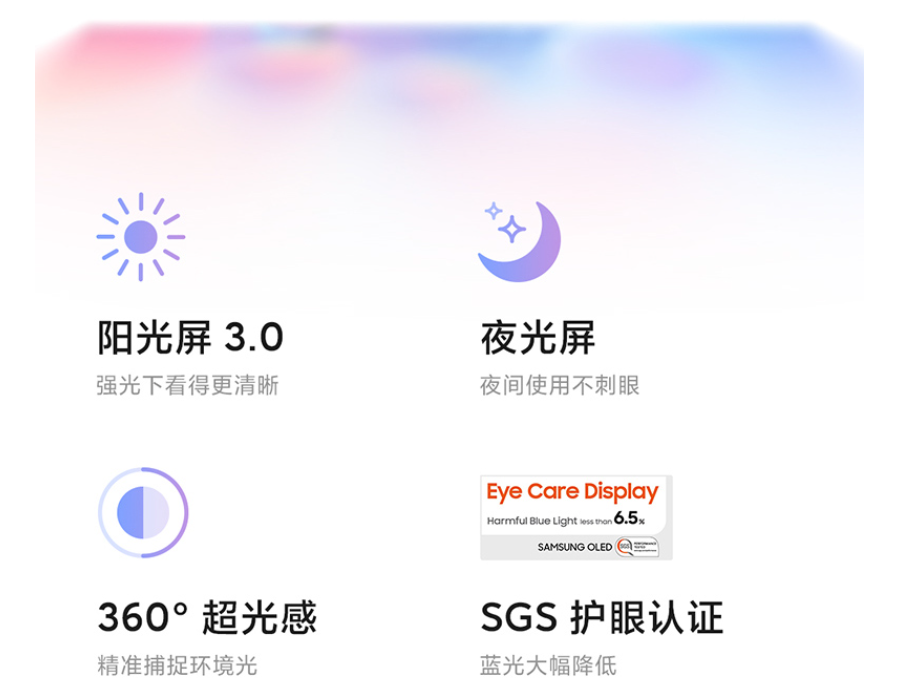 阳光屏 3.0
强光下看得更清晰
夜光屏
夜间使用不刺眼
360° 超光感
精准捕捉环境光
Eye Care Display
Harmful Blue Light less than 6.5%
SAMSUNG OLED SGS
SGS 护眼认证
蓝光大幅降低